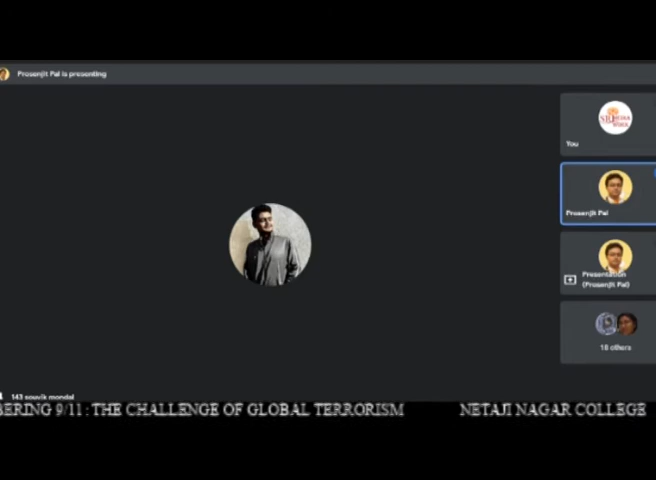 Prosenjit Pal is presenting
You
Prosenjit Pal
Presentation
(Prosenjit Pal)
18 others
143 souvik mondal
BERING 9/11: THE CHALLENGE OF GLOBAL TERRORISM NETAJI NAGAR COLLEGE